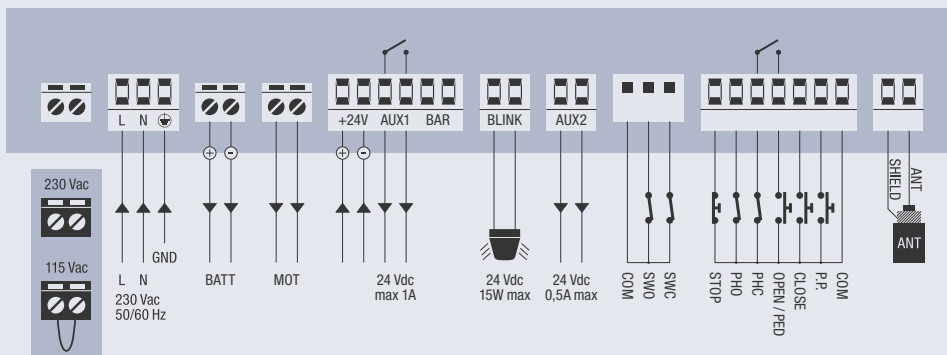 L N
+24V AUX1 BAR
BLINK
AUX2
+ -
+ -
SHIELD
ANT
230 Vac
115 Vac
GND
L N
230 Vac
50/60 Hz
BATT
MOT
24 Vdc
max 1A
24 Vdc
15W max
24 Vdc
0,5A max
COM
SWO
SWC
STOP
PHO
PHC
OPEN / PED
CLOSE
P.P.
COM
ANT